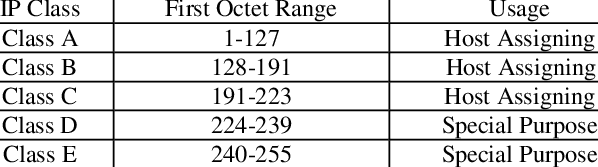 IP Class First Octet Range Usage
Class A 1-127 Host Assigning
Class B 128-191 Host Assigning
Class C 191-223 Host Assigning
Class D 224-239 Special Purpose
Class E 240-255 Special Purpose